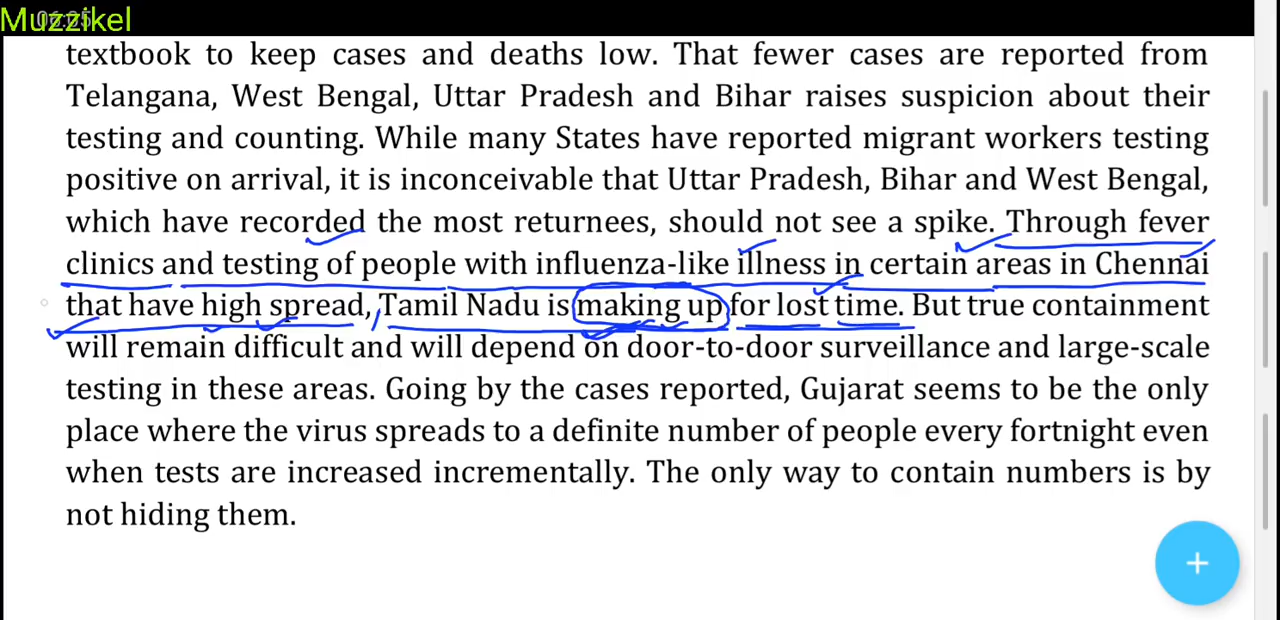 Muzzikel
textbook to keep cases and deaths low. That fewer cases are reported from
Telangana, West Bengal, Uttar Pradesh and Bihar raises suspicion about their
testing and counting. While many States have reported migrant workers testing
positive on arrival, it is inconceivable that Uttar Pradesh, Bihar and West Bengal,
which have recorded the most returnees, should not see a spike. Through fever
clinics and testing of people with influenza-like illness in certain areas in Chennai
that have high spread, Tamil Nadu is making up for lost time. But true containment
will remain difficult and will depend on door-to-door surveillance and large-scale
testing in these areas. Going by the cases reported, Gujarat seems to be the only
place where the virus spreads to a definite number of people every fortnight even
when tests are increased incrementally. The only way to contain numbers is by
not hiding them.